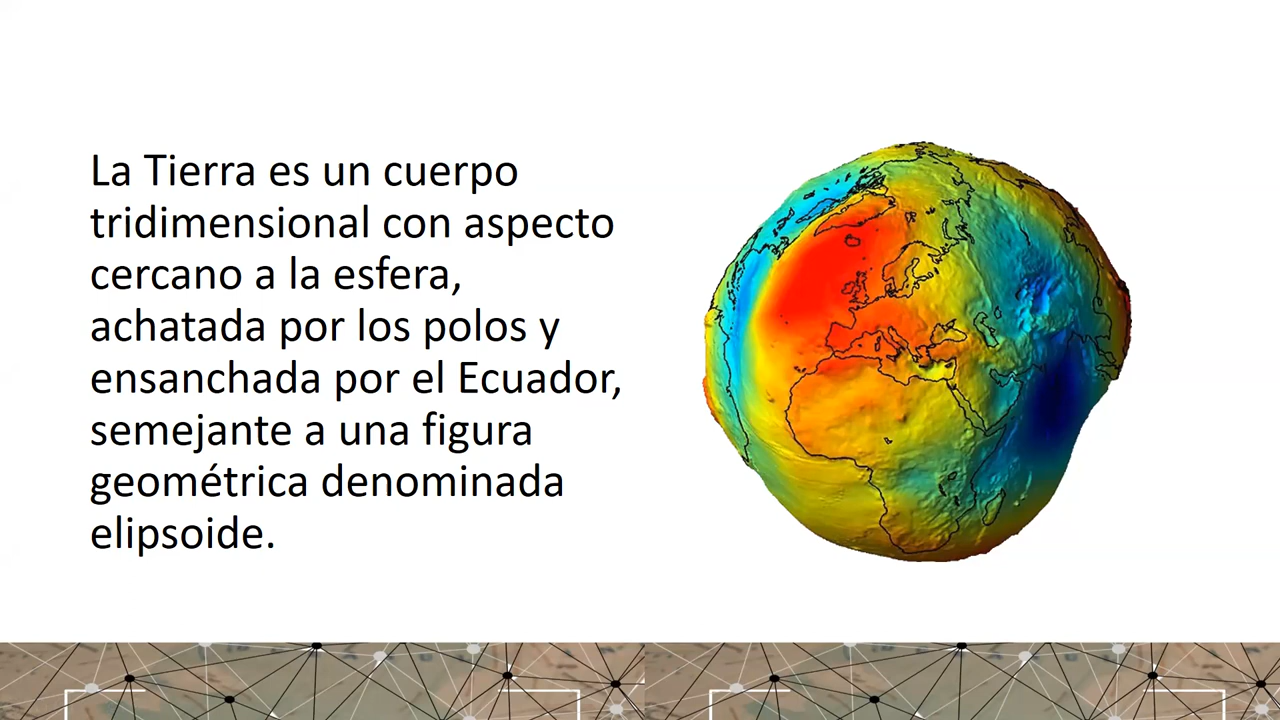 La Tierra es un cuerpo
tridimensional con aspecto
cercano a la esfera,
achatada por los polos y
ensanchada por el Ecuador,
semejante a una figura
geométrica denominada
elipsoide.